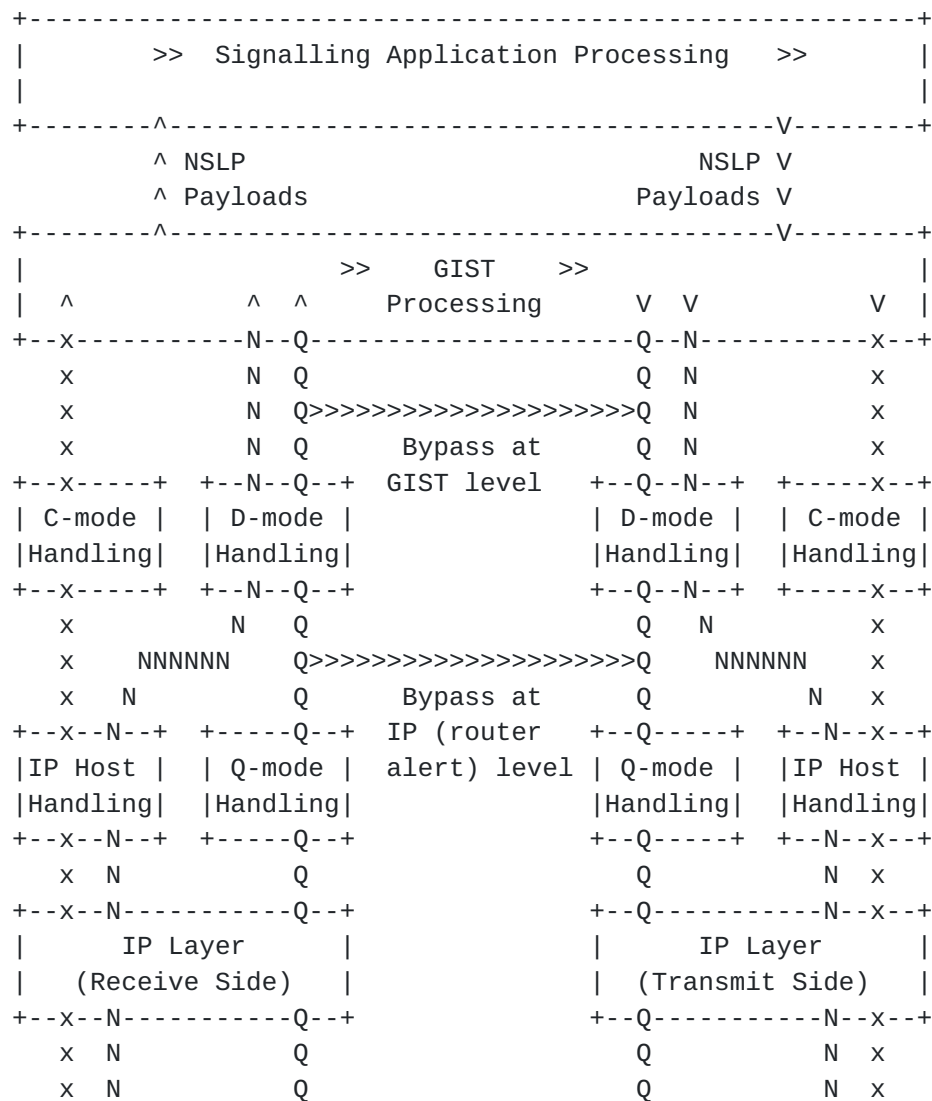 +----------------------------------------------------------+
|        >>  Signalling Application Processing   >>       |
|                                                          |
+--------^---------------------------------------V--------+
         ^ NSLP                             NSLP V
         ^ Payloads                     Payloads V
+--------^---------------------------------------V--------+
|                    >>    GIST    >>                     |
|  ^           ^  ^     Processing      V  V           V  |
+--x-----------N--Q---------------------Q--N-----------x--+
   x           N  Q                     Q  N           x
   x           N  Q>>>>>>>>>>>>>>>>>>>>>Q  N           x
   x           N  Q      Bypass at      Q  N           x
+--x-----+  +--N--Q--+  GIST level   +--Q--N--+  +-----x--+
| C-mode |  | D-mode |               | D-mode |  | C-mode |
|Handling|  |Handling|               |Handling|  |Handling|
+--x-----+  +--N--Q--+               +--Q--N--+  +-----x--+
   x          N   Q                     Q   N          x
   x    NNNNNN    Q>>>>>>>>>>>>>>>>>>>>>Q    NNNNNN    x
   x   N          Q      Bypass at      Q          N   x
+--x--N--+  +-----Q--+  IP (router   +--Q-----+  +--N--x--+
|IP Host |  | Q-mode |  alert) level | Q-mode |  |IP Host |
|Handling|  |Handling|               |Handling|  |Handling|
+--x--N--+  +-----Q--+               +--Q-----+  +--N--x--+
   x  N           Q                     Q           N  x
+--x--N-----------Q--+               +--Q-----------N--x--+
|      IP Layer      |               |      IP Layer      |
|   (Receive Side)   |               |  (Transmit Side)   |
+--x--N-----------Q--+               +--Q-----------N--x--+
   x  N           Q                     Q           N  x
   x  N           Q                     Q           N  x